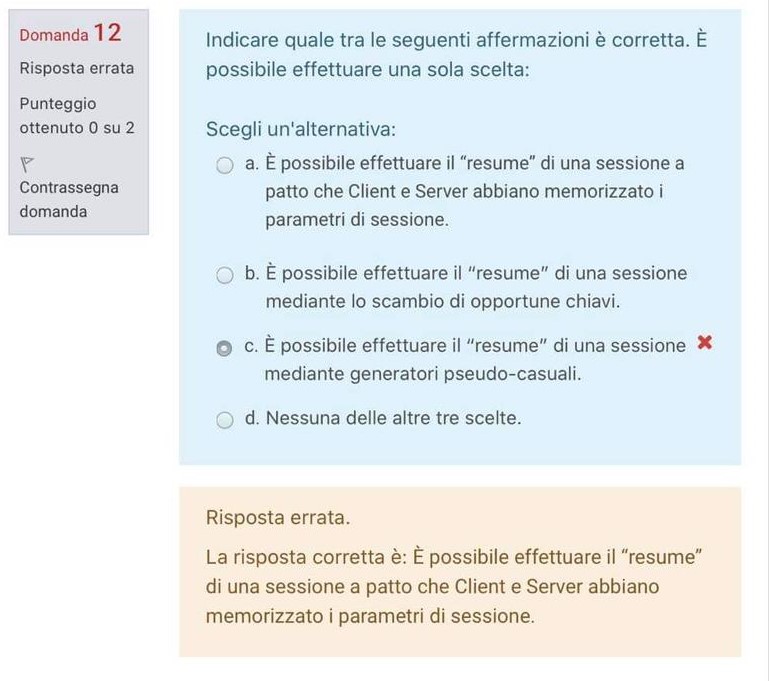 Domanda 12
Risposta errata
Punteggio
ottenuto 0 su 2
Contrassegna
domanda
Indicare quale tra le seguenti affermazioni è corretta. È
possibile effettuare una sola scelta:
Scegli un'alternativa:
a. È possibile effettuare il “resume” di una sessione a
patto che Client e Server abbiano memorizzato i
parametri di sessione.
b. È possibile effettuare il “resume” di una sessione
mediante lo scambio di opportune chiavi.
c. È possibile effettuare il “resume” di una sessione
mediante generatori pseudo-casuali.
d. Nessuna delle altre tre scelte.
Risposta errata.
La risposta corretta è: È possibile effettuare il “resume”
di una sessione a patto che Client e Server abbiano
memorizzato i parametri di sessione.